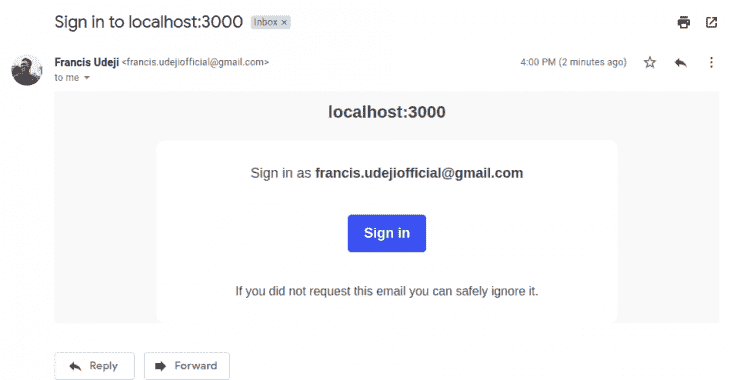 Sign in to localhost:3000 Inbox ×
Francis Udeji <francis.udejiofficial@gmail.com> 4:00 PM (2 minutes ago)
to me
localhost:3000
Sign in as francis.udejiofficial@gmail.com
Sign in
If you did not request this email you can safely ignore it.
Reply Forward